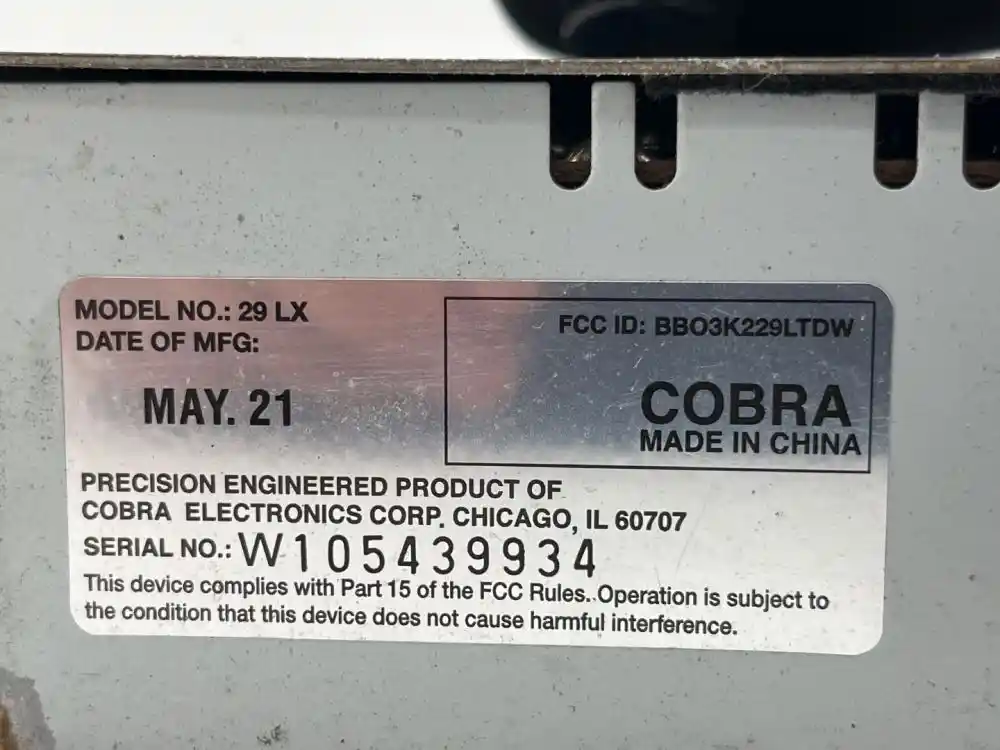 MODEL NO.: 29 LX
DATE OF MFG:
MAY. 21
FCC ID: BBO3K229LTDW
COBRA
MADE IN CHINA
PRECISION ENGINEERED PRODUCT OF
COBRA ELECTRONICS CORP. CHICAGO, IL 60707
SERIAL NO.: W105439934
This device complies with Part 15 of the FCC Rules. Operation is subject to
the condition that this device does not cause harmful interference.